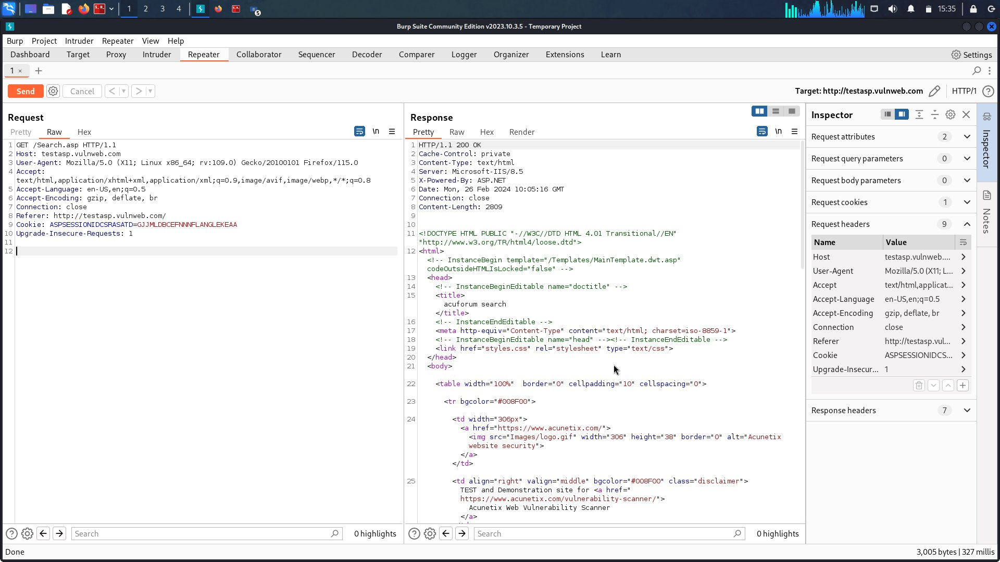 1 2 3 4 5 15:35
Burp Suite Community Edition v2023.10.3.5 - Temporary Project
Burp Project Intruder Repeater View Help
Dashboard Target Proxy Intruder Repeater Collaborator Sequencer Decoder Comparer Logger Organizer Extensions Learn Settings
1 × +
Send Cancel < > Target: http://testasp.vulnweb.com HTTP/1 ?
Request
Pretty Raw Hex \n
1 GET /Search.asp HTTP/1.1
2 Host: testasp.vulnweb.com
3 User-Agent: Mozilla/5.0 (X11; Linux x86_64; rv:109.0) Gecko/20100101 Firefox/115.0
4 Accept:
text/html,application/xhtml+xml,application/xml;q=0.9,image/avif,image/webp,*/*;q=0.8
5 Accept-Language: en-US,en;q=0.5
6 Accept-Encoding: gzip, deflate, br
7 Connection: close
8 Referer: http://testasp.vulnweb.com/
9 Cookie: ASPSESSIONIDCSRASATD=GJJMLDBCEFNNNFLANGLEKEAA
10 Upgrade-Insecure-Requests: 1
11
12
? Search 0 highlights
Response
Pretty Raw Hex Render \n
1 HTTP/1.1 200 OK
2 Cache-Control: private
3 Content-Type: text/html
4 Server: Microsoft-IIS/8.5
5 X-Powered-By: ASP.NET
6 Date: Mon, 26 Feb 2024 10:05:16 GMT
7 Connection: close
8 Content-Length: 2809
9
10
11 <!DOCTYPE HTML PUBLIC "-//W3C//DTD HTML 4.01 Transitional//EN"
"http://www.w3.org/TR/html4/loose.dtd">
12 <html>
<!-- InstanceBegin template="/Templates/MainTemplate.dwt.asp"
codeOutsideHTMLIsLocked="false" -->
13 <head>
14 <!-- InstanceBeginEditable name="doctitle" -->
15 <title>
acuforum search
</title>
16 <!-- InstanceEndEditable -->
17 <meta http-equiv="Content-Type" content="text/html; charset=iso-8859-1">
18 <!-- InstanceBeginEditable name="head" --><!-- InstanceEndEditable -->
19 <link href="styles.css" rel="stylesheet" type="text/css">
20 </head>
21 <body>
22 <table width="100%"  border="0" cellpadding="10" cellspacing="0">
23 <tr bgcolor="#008F00">
24 <td width="306px">
<a href="https://www.acunetix.com/">
<img src="Images/logo.gif" width="306" height="38" border="0" alt="Acunetix
website security">
</a>
</td>
25 <td align="right" valign="middle" bgcolor="#008F00" class="disclaimer">
TEST and Demonstration site for <a href="
https://www.acunetix.com/vulnerability-scanner/">
Acunetix Web Vulnerability Scanner
</a>
? Search 0 highlights
Inspector
Request attributes 2
Request query parameters 0
Request body parameters 0
Request cookies 1
Request headers 9
Name Value
Host testasp.vulnweb....
User-Agent Mozilla/5.0 (X11; L...
Accept text/html,applicat...
Accept-Language en-US,en;q=0.5
Accept-Encoding gzip, deflate, br
Connection close
Referer http://testasp.vul...
Cookie ASPSESSIONIDCS...
Upgrade-Insecur... 1
Response headers 7
Inspector
Notes
Done 3,005 bytes | 327 millis